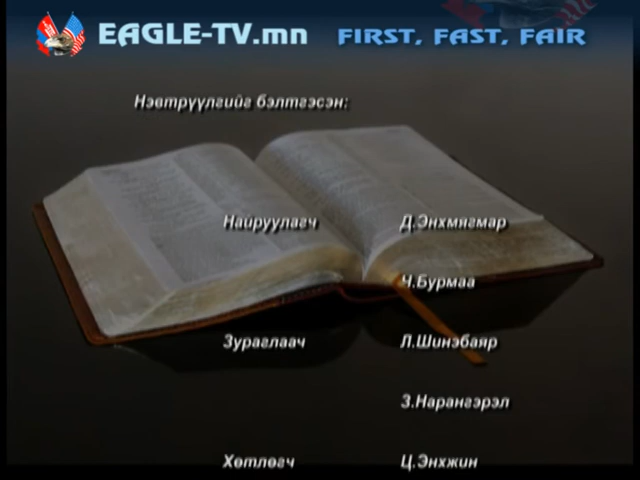 EAGLE-TV.mn FIRST, FAST, FAIR
Нэвтрүүлгийг бэлтгэсэн:
Найруулагч Д.Энхмягмар
Ч.Бурмаа
Зураглаач Л.Шинэбаяр
З.Нарангэрэл
Хөтлөгч Ц.Энхжин